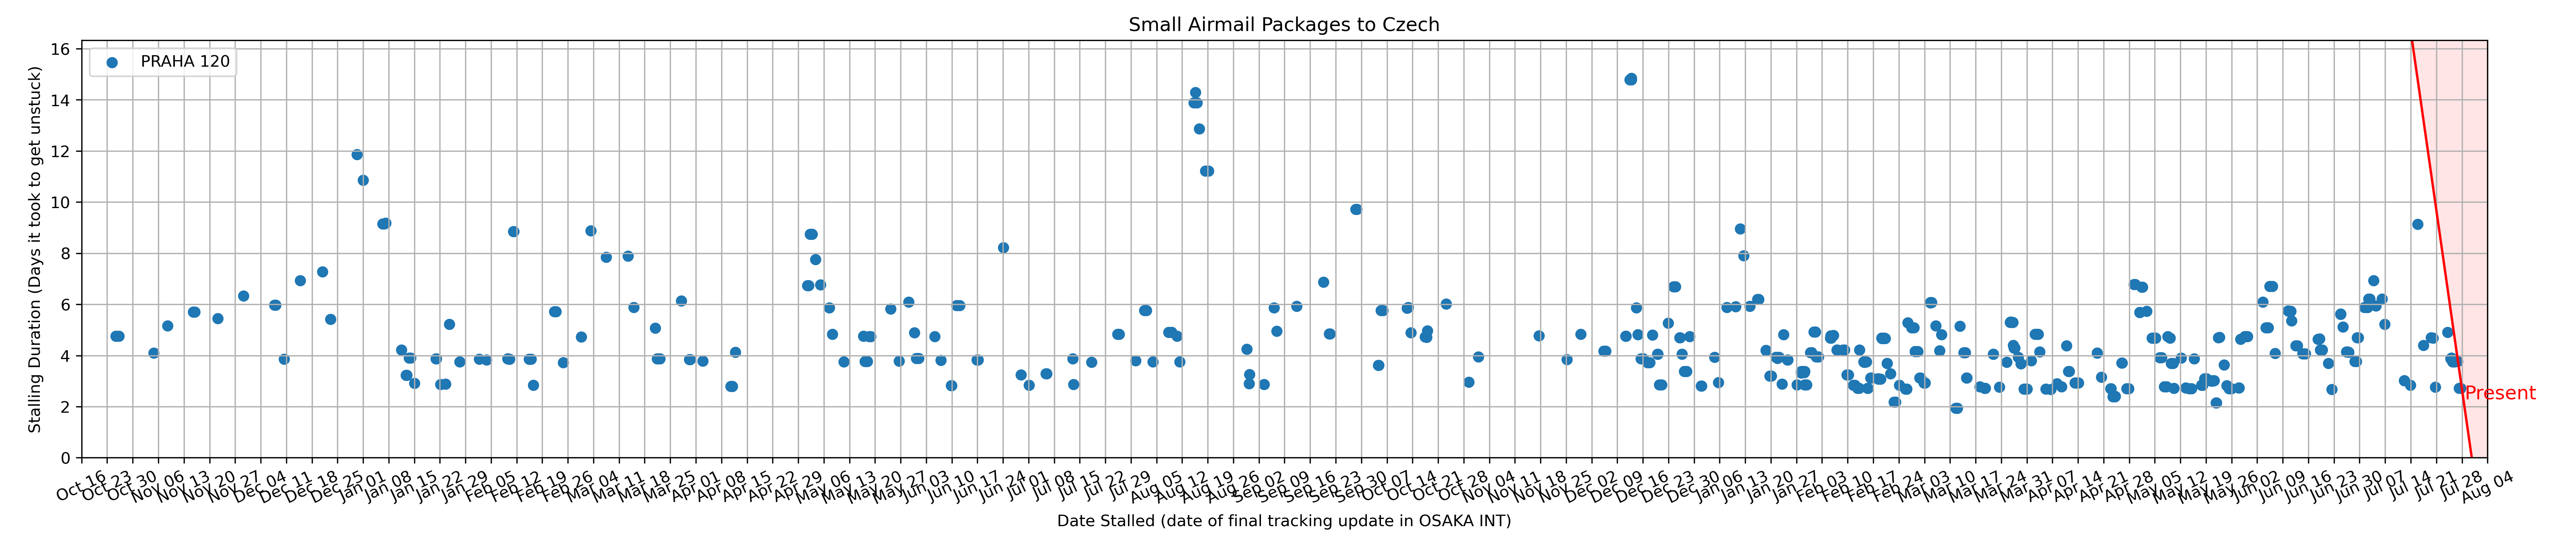 Small Airmail Packages to Czech
PRAHA 120
Stalling Duration (Days it took to get unstuck)
16
14
12
10
8
6
4
2
0
Present
Oct 16 Oct 23 Oct 30 Nov 06 Nov 13 Nov 20 Nov 27 Dec 04 Dec 11 Dec 18 Dec 25 Jan 01 Jan 08 Jan 15 Jan 22 Jan 29 Feb 05 Feb 12 Feb 19 Feb 26 Mar 04 Mar 11 Mar 18 Mar 25 Apr 01 Apr 08 Apr 15 Apr 22 Apr 29 May 06 May 13 May 20 May 27 Jun 03 Jun 10 Jun 17 Jun 24 Jul 01 Jul 08 Jul 15 Jul 22 Jul 29 Aug 05 Aug 12 Aug 19 Aug 26 Sep 02 Sep 09 Sep 16 Sep 23 Sep 30 Oct 07 Oct 14 Oct 21 Oct 28 Nov 04 Nov 11 Nov 18 Nov 25 Dec 02 Dec 09 Dec 16 Dec 23 Dec 30 Jan 06 Jan 13 Jan 20 Jan 27 Feb 03 Feb 10 Feb 17 Feb 24 Mar 03 Mar 10 Mar 17 Mar 24 Mar 31 Apr 07 Apr 14 Apr 21 Apr 28 May 05 May 12 May 19 May 26 Jun 02 Jun 09 Jun 16 Jun 23 Jun 30 Jul 07 Jul 14 Jul 21 Jul 28 Aug 04
Date Stalled (date of final tracking update in OSAKA INT)